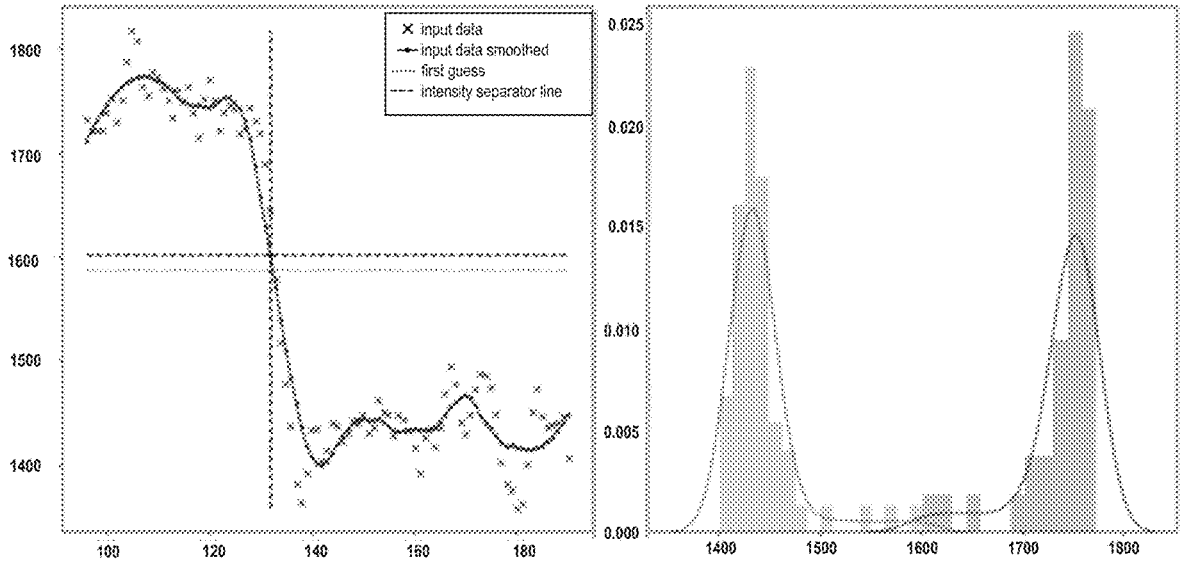 1800
1700
1600
1500
1400
100 120 140 160 180
input data
input data smoothed
first guess
intensity separator line
0.025
0.020
0.015
0.010
0.005
0.000
1400 1500 1600 1700 1800